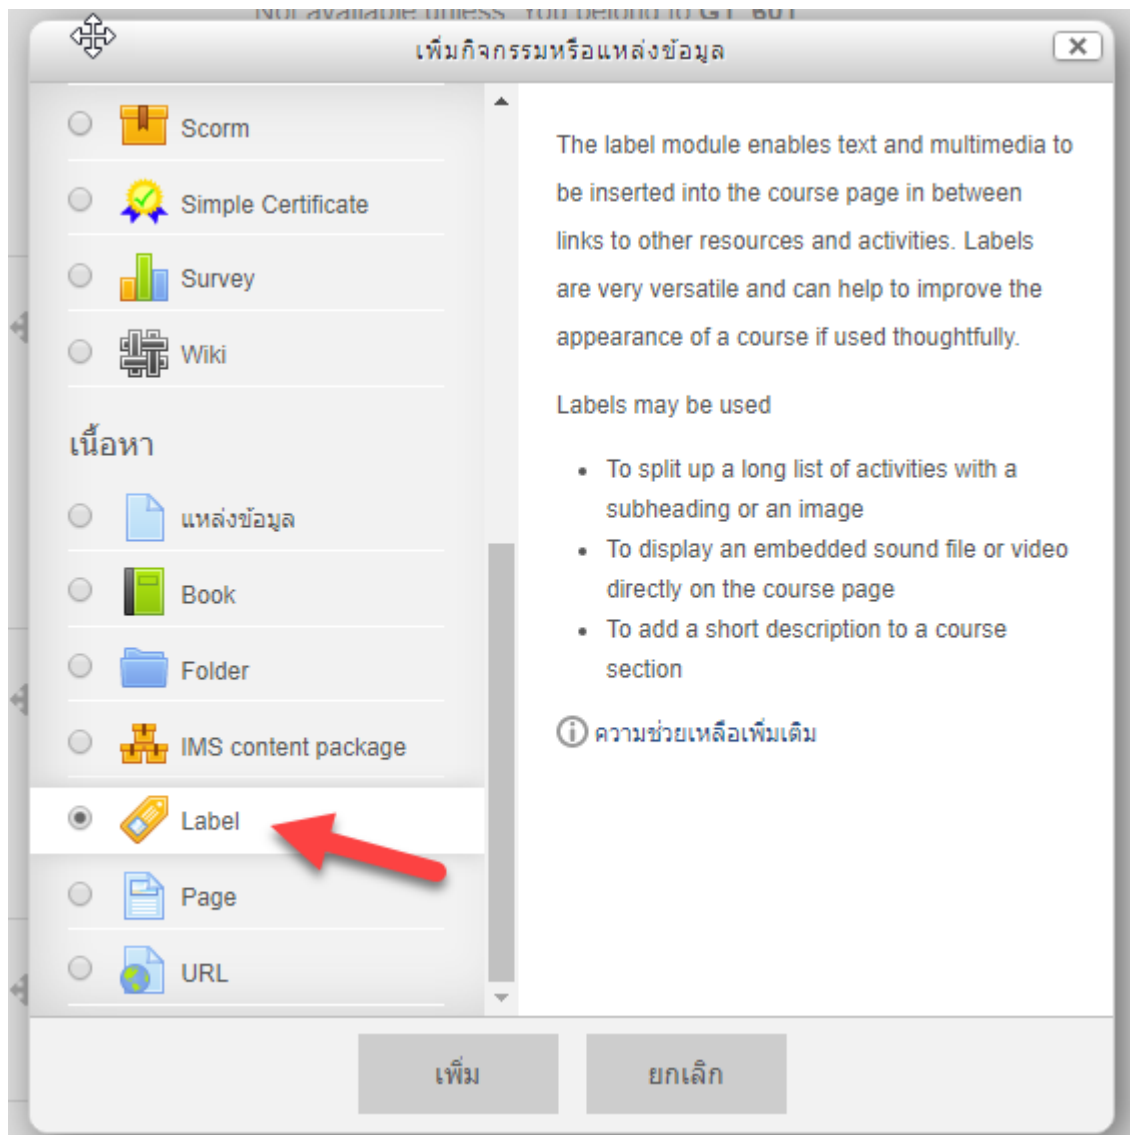 Not available unless: You belong to G1_601
เพิ่มกิจกรรมหรือแหล่งข้อมูล
Scorm
Simple Certificate
Survey
Wiki
เนื้อหา
แหล่งข้อมูล
Book
Folder
IMS content package
Label
Page
URL
The label module enables text and multimedia to
be inserted into the course page in between
links to other resources and activities. Labels
are very versatile and can help to improve the
appearance of a course if used thoughtfully.
Labels may be used
• To split up a long list of activities with a
subheading or an image
• To display an embedded sound file or video
directly on the course page
• To add a short description to a course
section
ความช่วยเหลือเพิ่มเติม
เพิ่ม
ยกเลิก